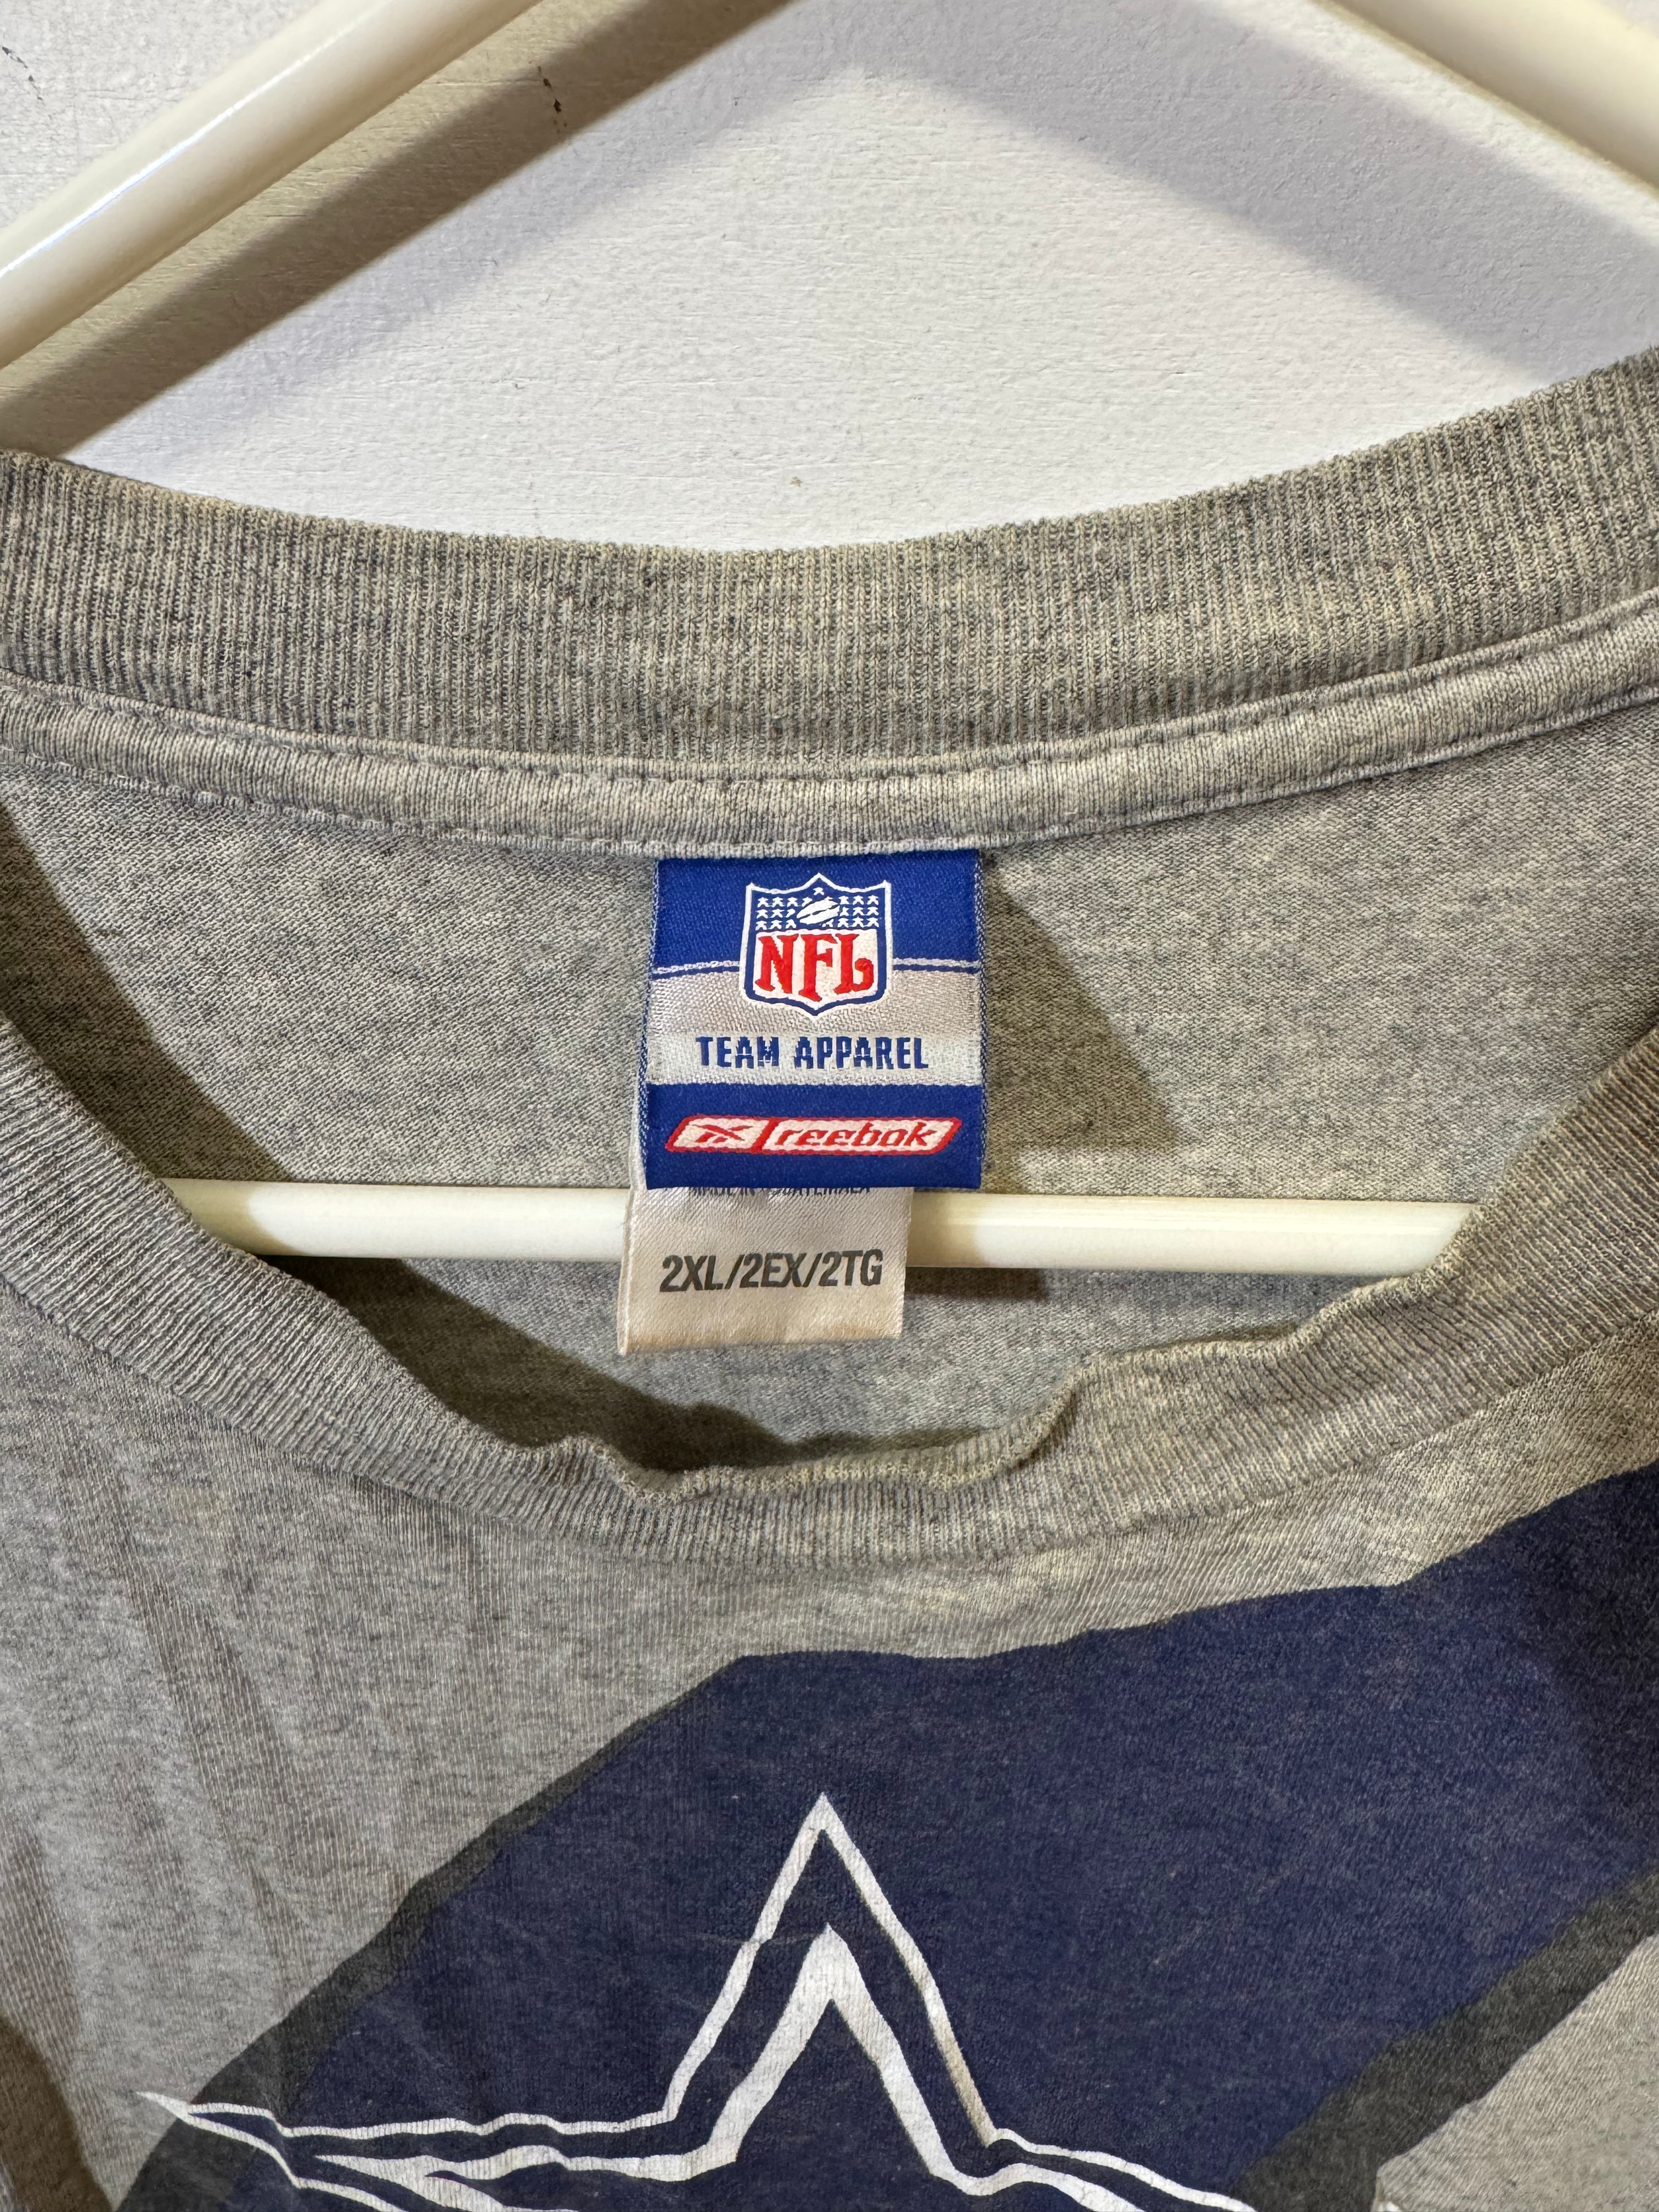 NFL
TEAM APPAREL
reebok
2XL/2EX/2TG